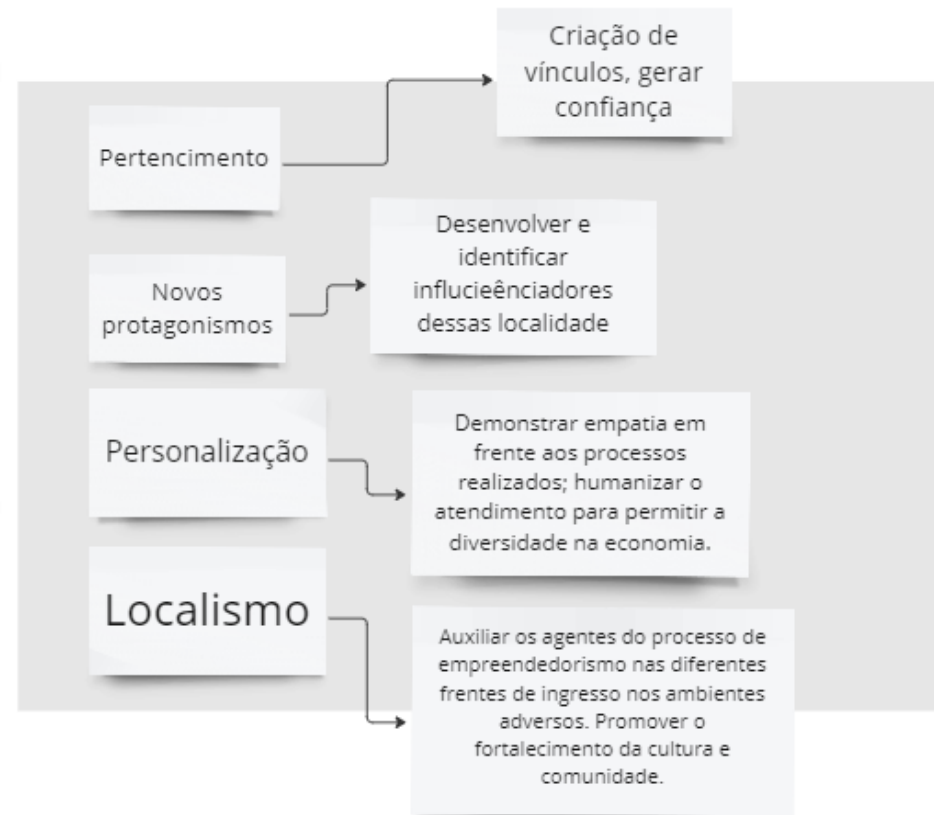 Pertencimento
Criação de
vínculos, gerar
confiança
Novos
protagonismos
Desenvolver e
identificar
influcieênciadores
dessas localidade
Personalização
Demonstrar empatia em
frente aos processos
realizados; humanizar o
atendimento para permitir a
diversidade na economia.
Localismo
Auxiliar os agentes do processo de
empreendedorismo nas diferentes
frentes de ingresso nos ambientes
adversos. Promover o
fortalecimento da cultura e
comunidade.